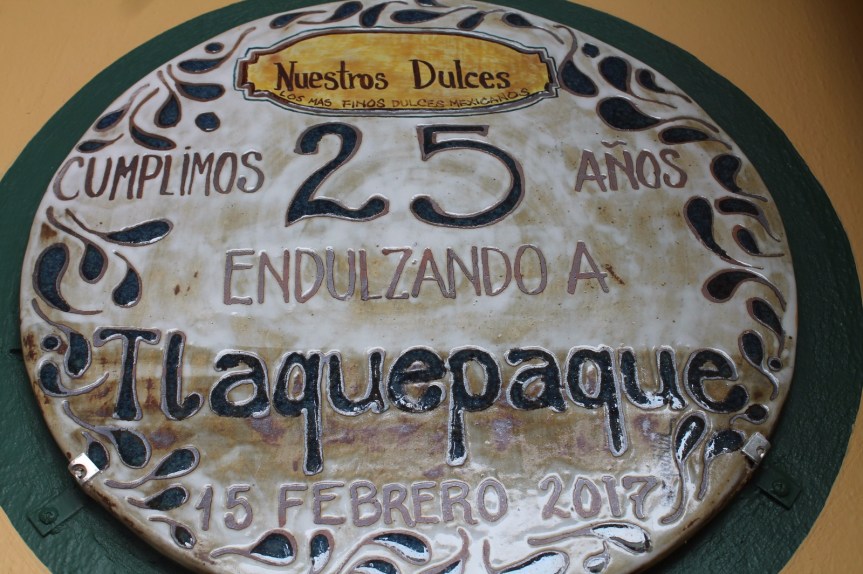 Nuestros Dulces
LOS MAS FINOS DULCES MEXICANOS
CUMPLIMOS 25 AÑOS
ENDULZANDO A
Tlaquepaque
15 FEBRERO 2017